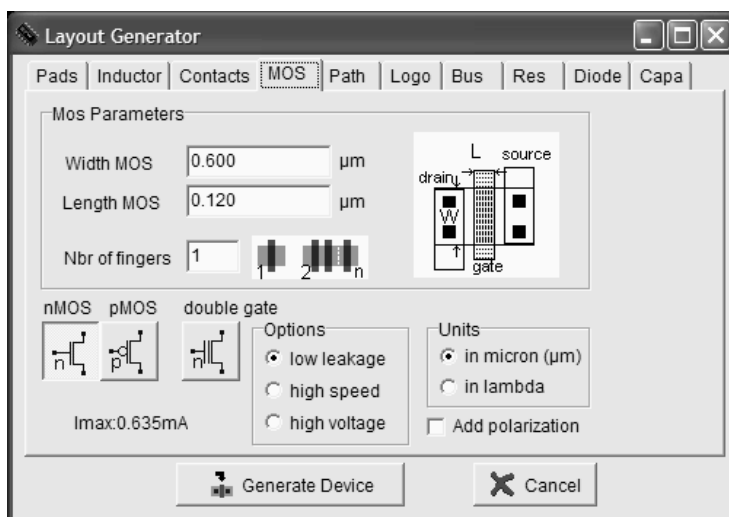 Layout Generator
Pads Inductor Contacts MOS Path Logo Bus Res Diode Capa
Mos Parameters
Width MOS 0.600 µm
Length MOS 0.120 µm
Nbr of fingers 1
1 2 n
L source
drain
W
gate
nMOS pMOS double gate
n p n
Imax:0.635mA
Options
low leakage
high speed
high voltage
Units
in micron (µm)
in lambda
Add polarization
Generate Device Cancel